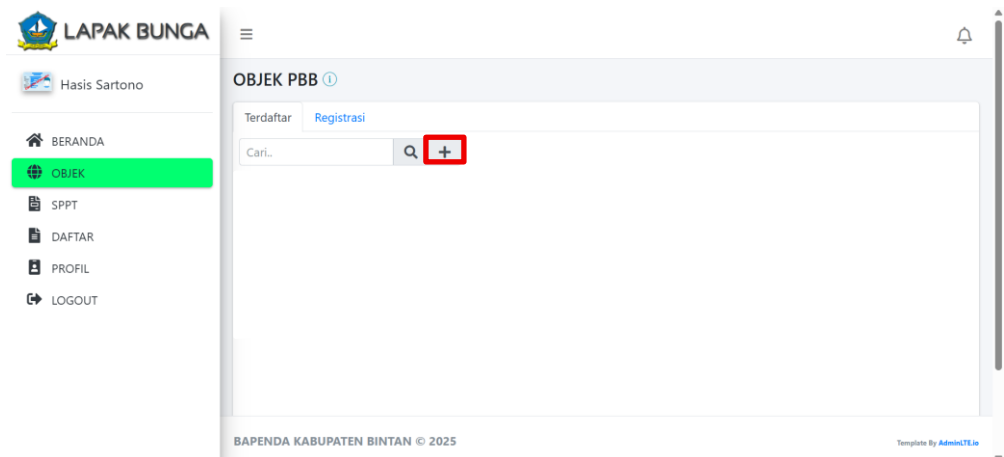 LAPAK BUNGA
Hasis Sartono
BERANDA
OBJEK
SPPT
DAFTAR
PROFIL
LOGOUT
OBJEK PBB
Terdaftar Registrasi
Cari..
BAPENDA KABUPATEN BINTAN © 2025
Template By AdminLTE.io